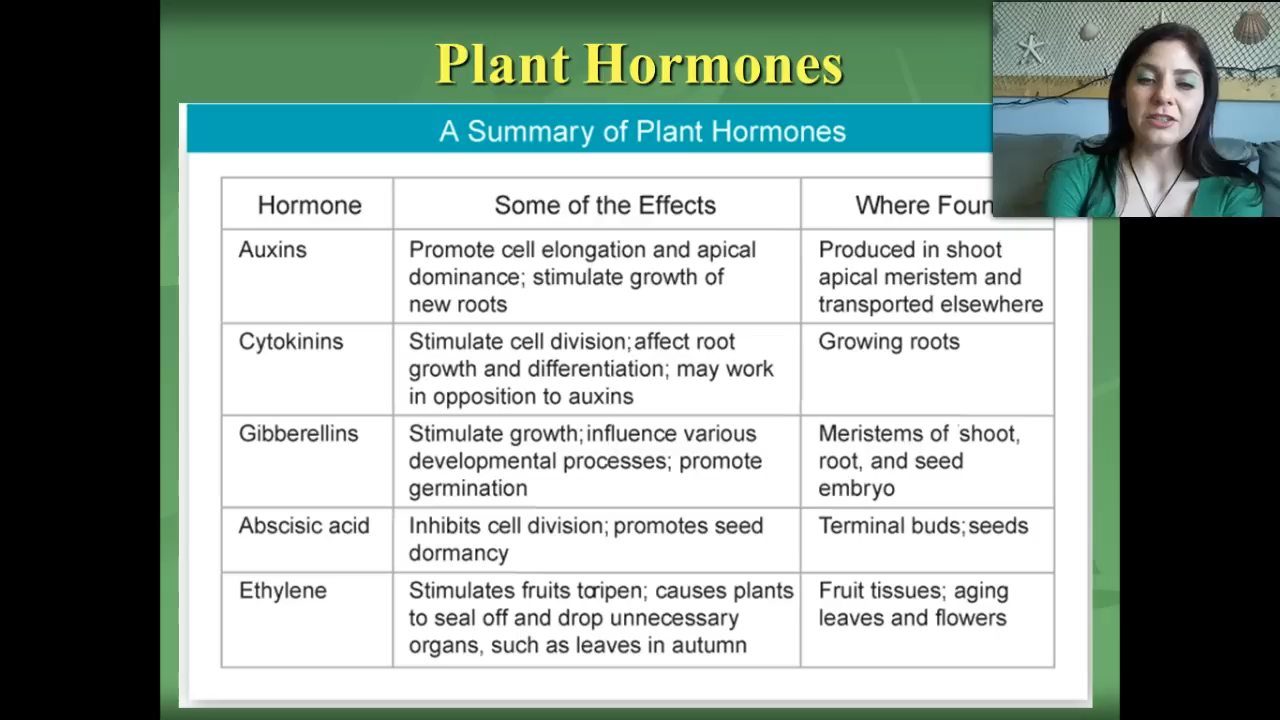 Plant Hormones
A Summary of Plant Hormones
Hormone
Some of the Effects
Where Foun
Auxins
Promote cell elongation and apical
dominance; stimulate growth of
new roots
Produced in shoot
apical meristem and
transported elsewhere
Cytokinins
Stimulate cell division; affect root
growth and differentiation; may work
in opposition to auxins
Growing roots
Gibberellins
Stimulate growth; influence various
developmental processes; promote
germination
Meristems of shoot,
root, and seed
embryo
Abscisic acid
Inhibits cell division; promotes seed
dormancy
Terminal buds; seeds
Ethylene
Stimulates fruits to ripen; causes plants
to seal off and drop unnecessary
organs, such as leaves in autumn
Fruit tissues; aging
leaves and flowers